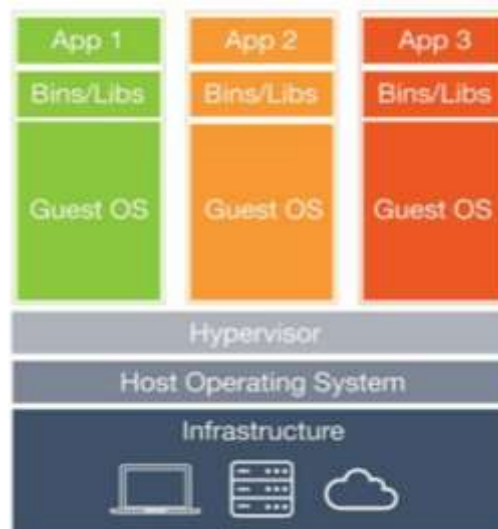 App 1 App 2 App 3
Bins/Libs Bins/Libs Bins/Libs
Guest OS Guest OS Guest OS
Hypervisor
Host Operating System
Infrastructure